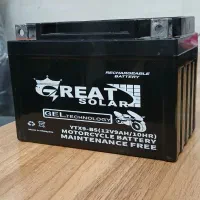 RECHARGEABLE
BATTERY
GREAT
SOLAR
GEL TECHNOLOGY
YTX9-BS(12V9AH/10HR)
MOTORCYCLE BATTERY
MAINTENANCE FREE